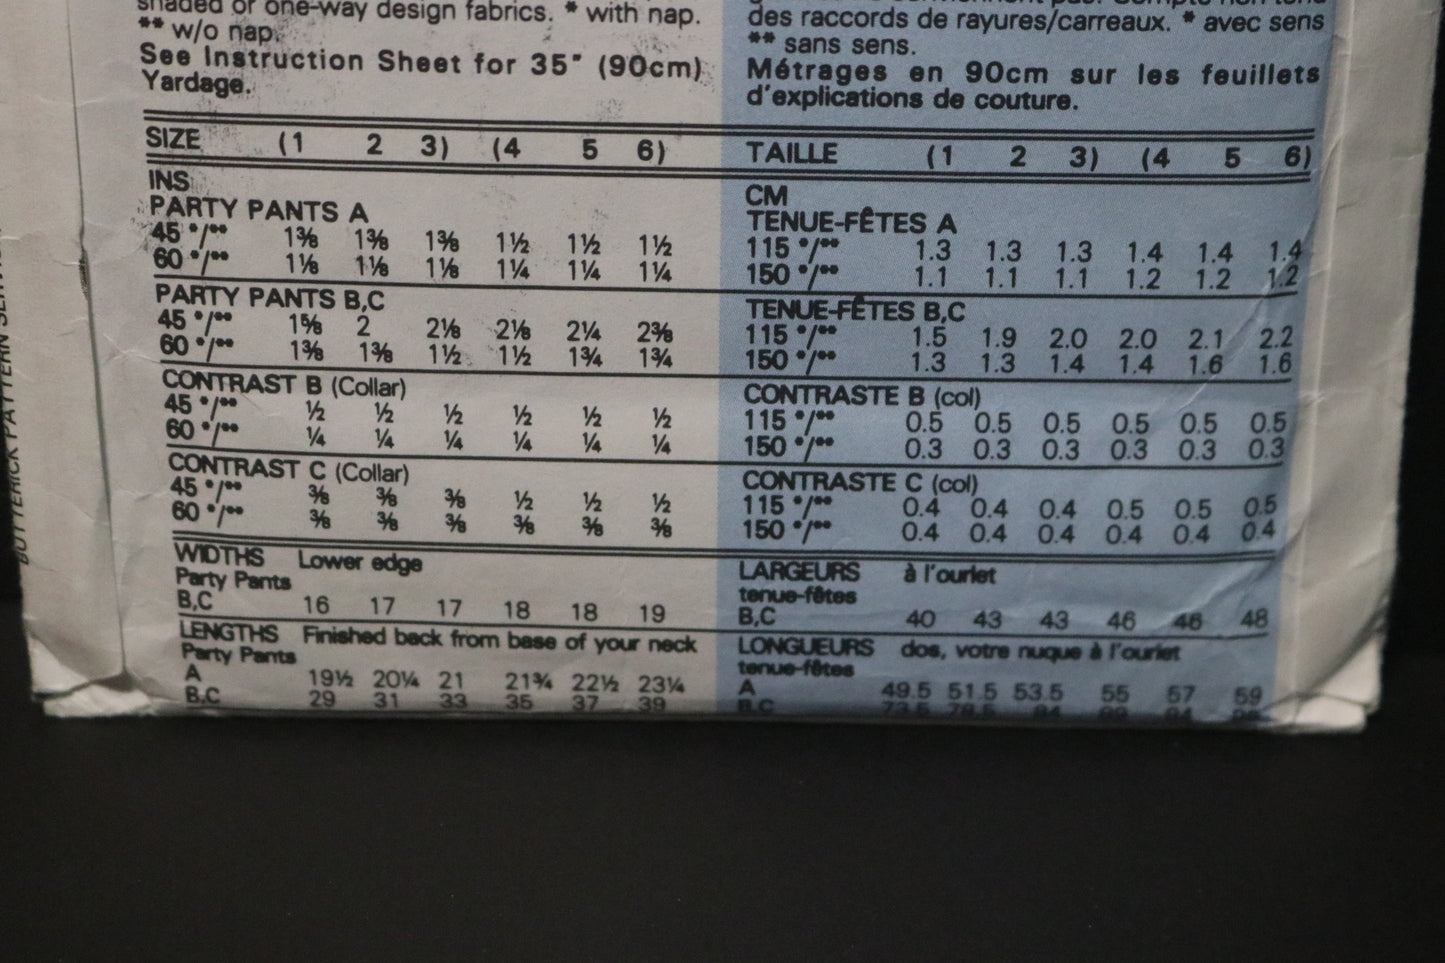 shaded or one-way design fabrics. * with nap.
** w/o nap.
See Instruction Sheet for 35" (90cm)
Yardage.
SIZE (1 2 3) (4 5 6)
INS
PARTY PANTS A
45 */** 1⅜ 1⅜ 1⅜ 1½ 1½ 1½
60 */** 1⅛ 1⅛ 1⅛ 1¼ 1¼ 1¼
PARTY PANTS B,C
45 */** 1⅝ 2 2⅛ 2⅛ 2¼ 2⅜
60 */** 1⅜ 1⅜ 1½ 1½ 1¾ 1¾
CONTRAST B (Collar)
45 */** ½ ½ ½ ½ ½ ½
60 */** ¼ ¼ ¼ ¼ ¼ ¼
CONTRAST C (Collar)
45 */** ⅜ ⅜ ⅜ ½ ½ ½
60 */** ⅜ ⅜ ⅜ ⅜ ⅜ ⅜
WIDTHS Lower edge
Party Pants
B,C 16 17 17 18 18 19
LENGTHS Finished back from base of your neck
Party Pants
A 19½ 20¼ 21 21¾ 22½ 23¼
B,C 29 31 33 35 37 39
des raccords de rayures/carreaux. * avec sens
** sans sens.
Métrages en 90cm sur les feuillets
d'explications de couture.
TAILLE (1 2 3) (4 5 6)
CM
TENUE-FÊTES A
115 */** 1.3 1.3 1.3 1.4 1.4 1.4
150 */** 1.1 1.1 1.1 1.2 1.2 1.2
TENUE-FÊTES B,C
115 */** 1.5 1.9 2.0 2.0 2.1 2.2
150 */** 1.3 1.3 1.4 1.4 1.6 1.6
CONTRASTE B (col)
115 */** 0.5 0.5 0.5 0.5 0.5 0.5
150 */** 0.3 0.3 0.3 0.3 0.3 0.3
CONTRASTE C (col)
115 */** 0.4 0.4 0.4 0.5 0.5 0.5
150 */** 0.4 0.4 0.4 0.4 0.4 0.4
LARGEURS à l'ourlet
tenue-fêtes
B,C 40 43 43 46 46 48
LONGUEURS dos, votre nuque à l'ourlet
tenue-fêtes
A 49.5 51.5 53.5 55 57 59
B,C 73.5 78.5 84
BUTTERICK PATTERN